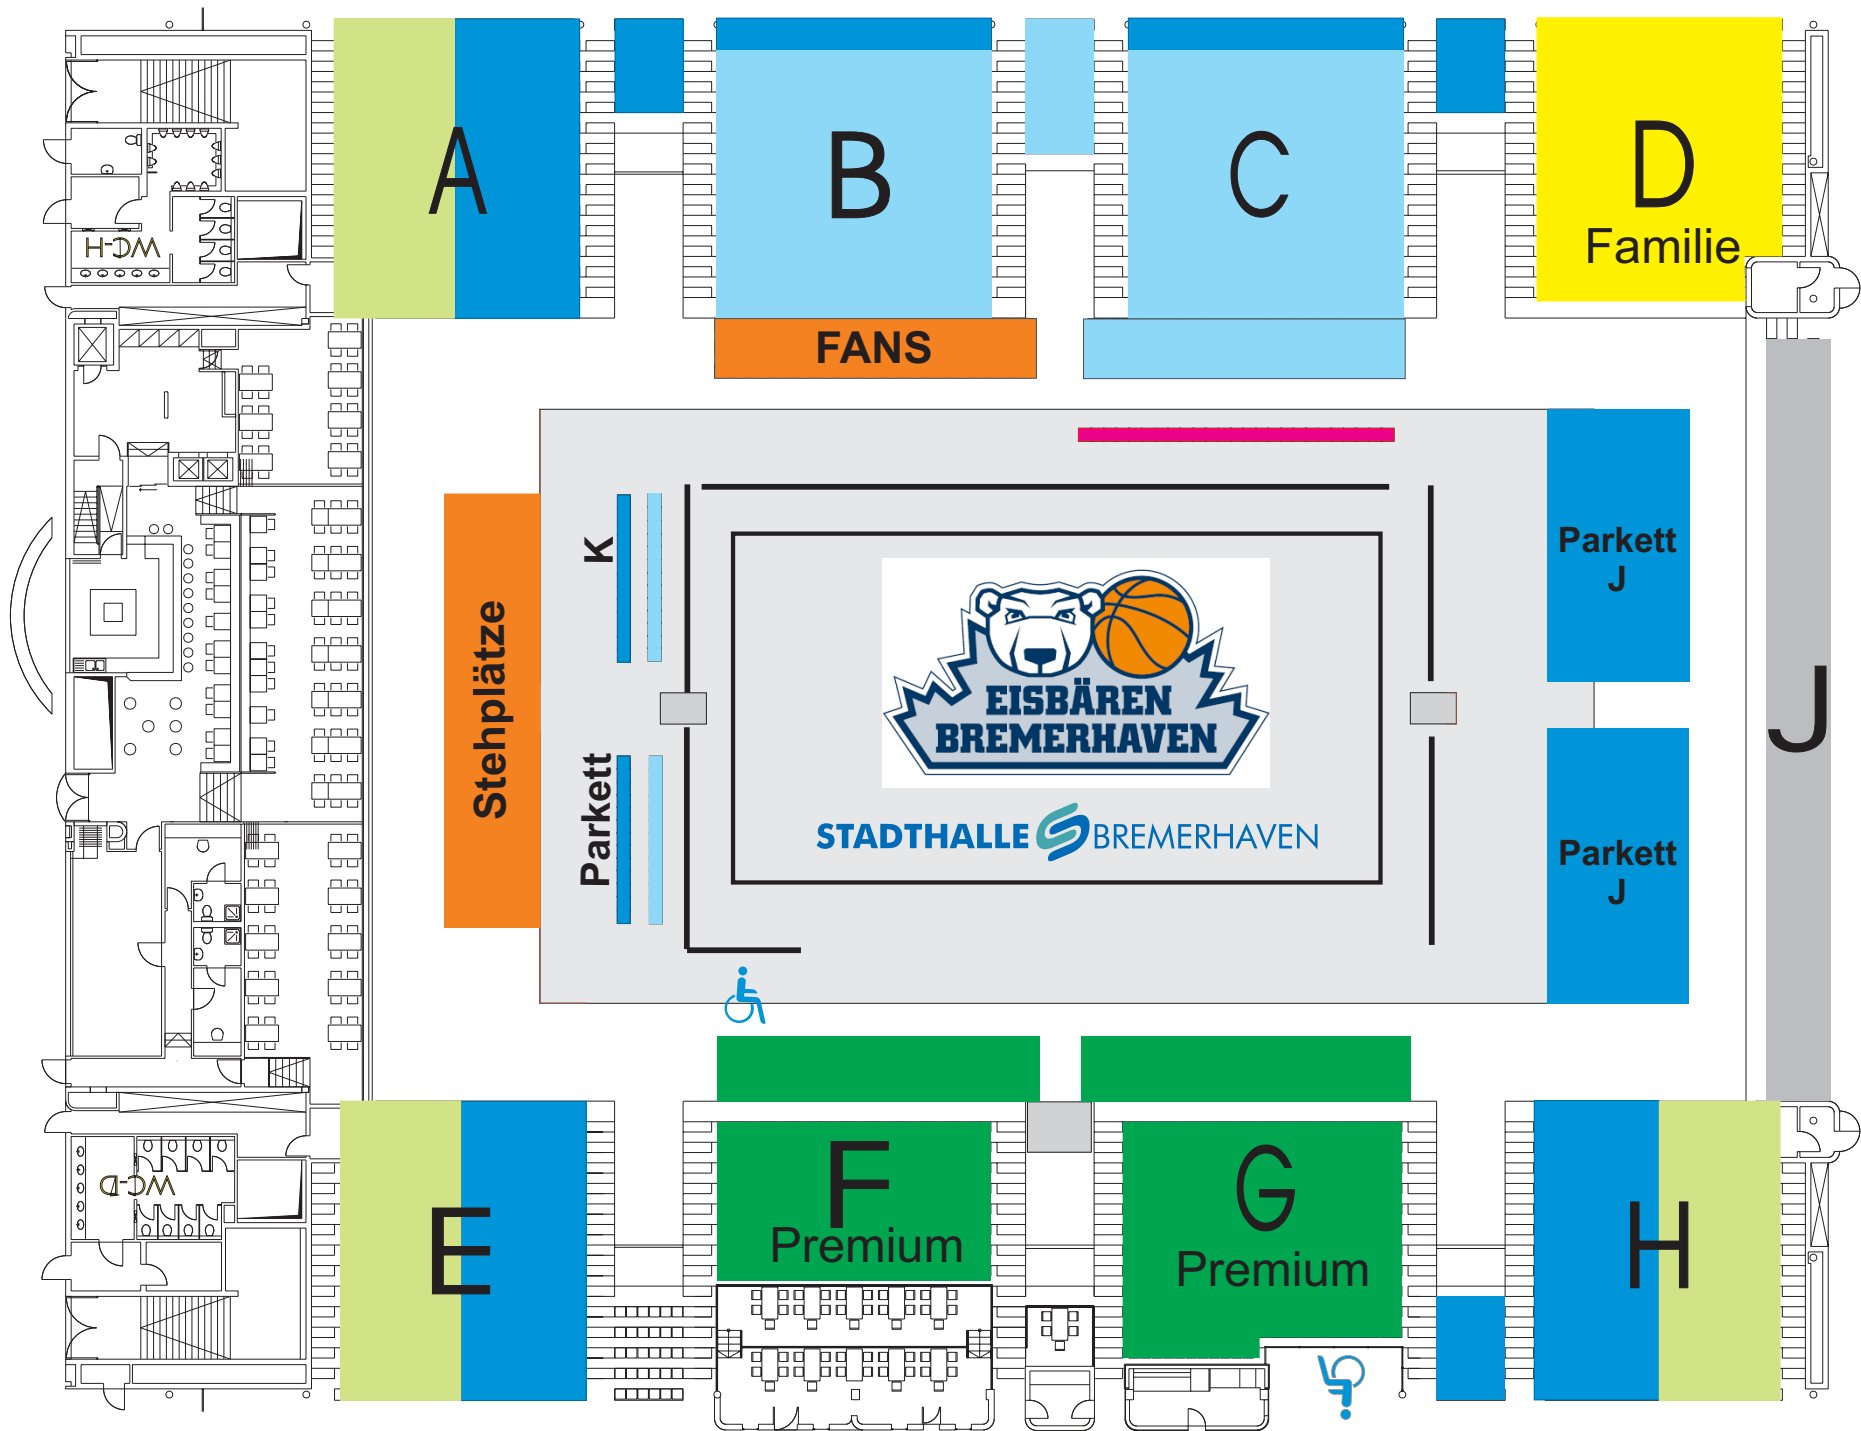 A
B
C
D
Familie
WC-H
FANS
K
Parkett
J
Stehplätze
J
EISBÄREN
BREMERHAVEN
Parkett
STADTHALLE BREMERHAVEN
Parkett
J
WC-D
E
F
Premium
G
Premium
H